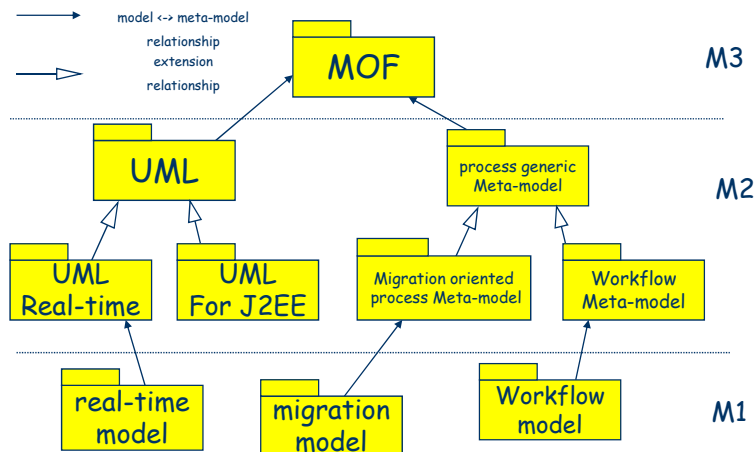 model <-> meta-model
relationship
extension
relationship
MOF
M3
UML
process generic
Meta-model
M2
UML
Real-time
UML
For J2EE
Migration oriented
process Meta-model
Workflow
Meta-model
real-time
model
migration
model
Workflow
model
M1